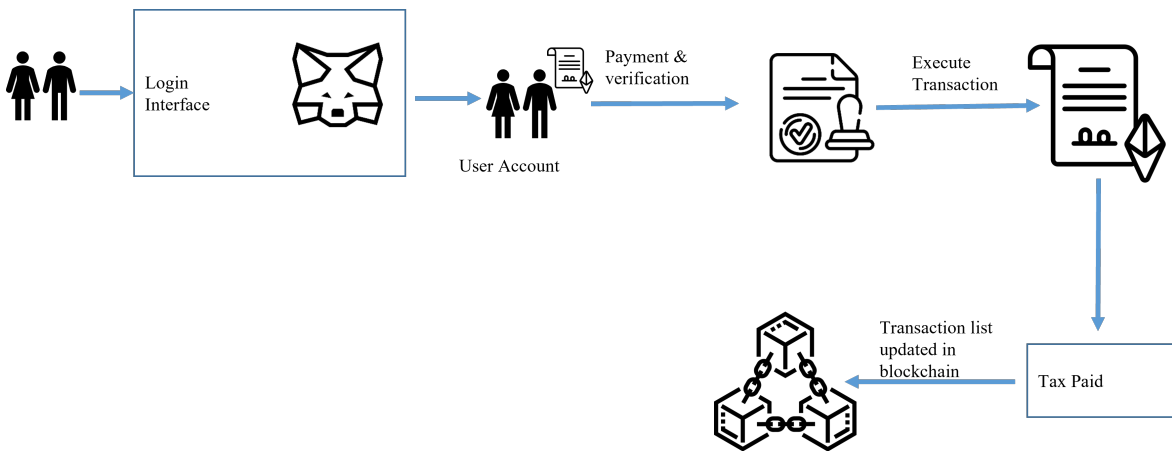 Login
Interface
User Account
Payment &
verification
Execute
Transaction
Tax Paid
Transaction list
updated in
blockchain